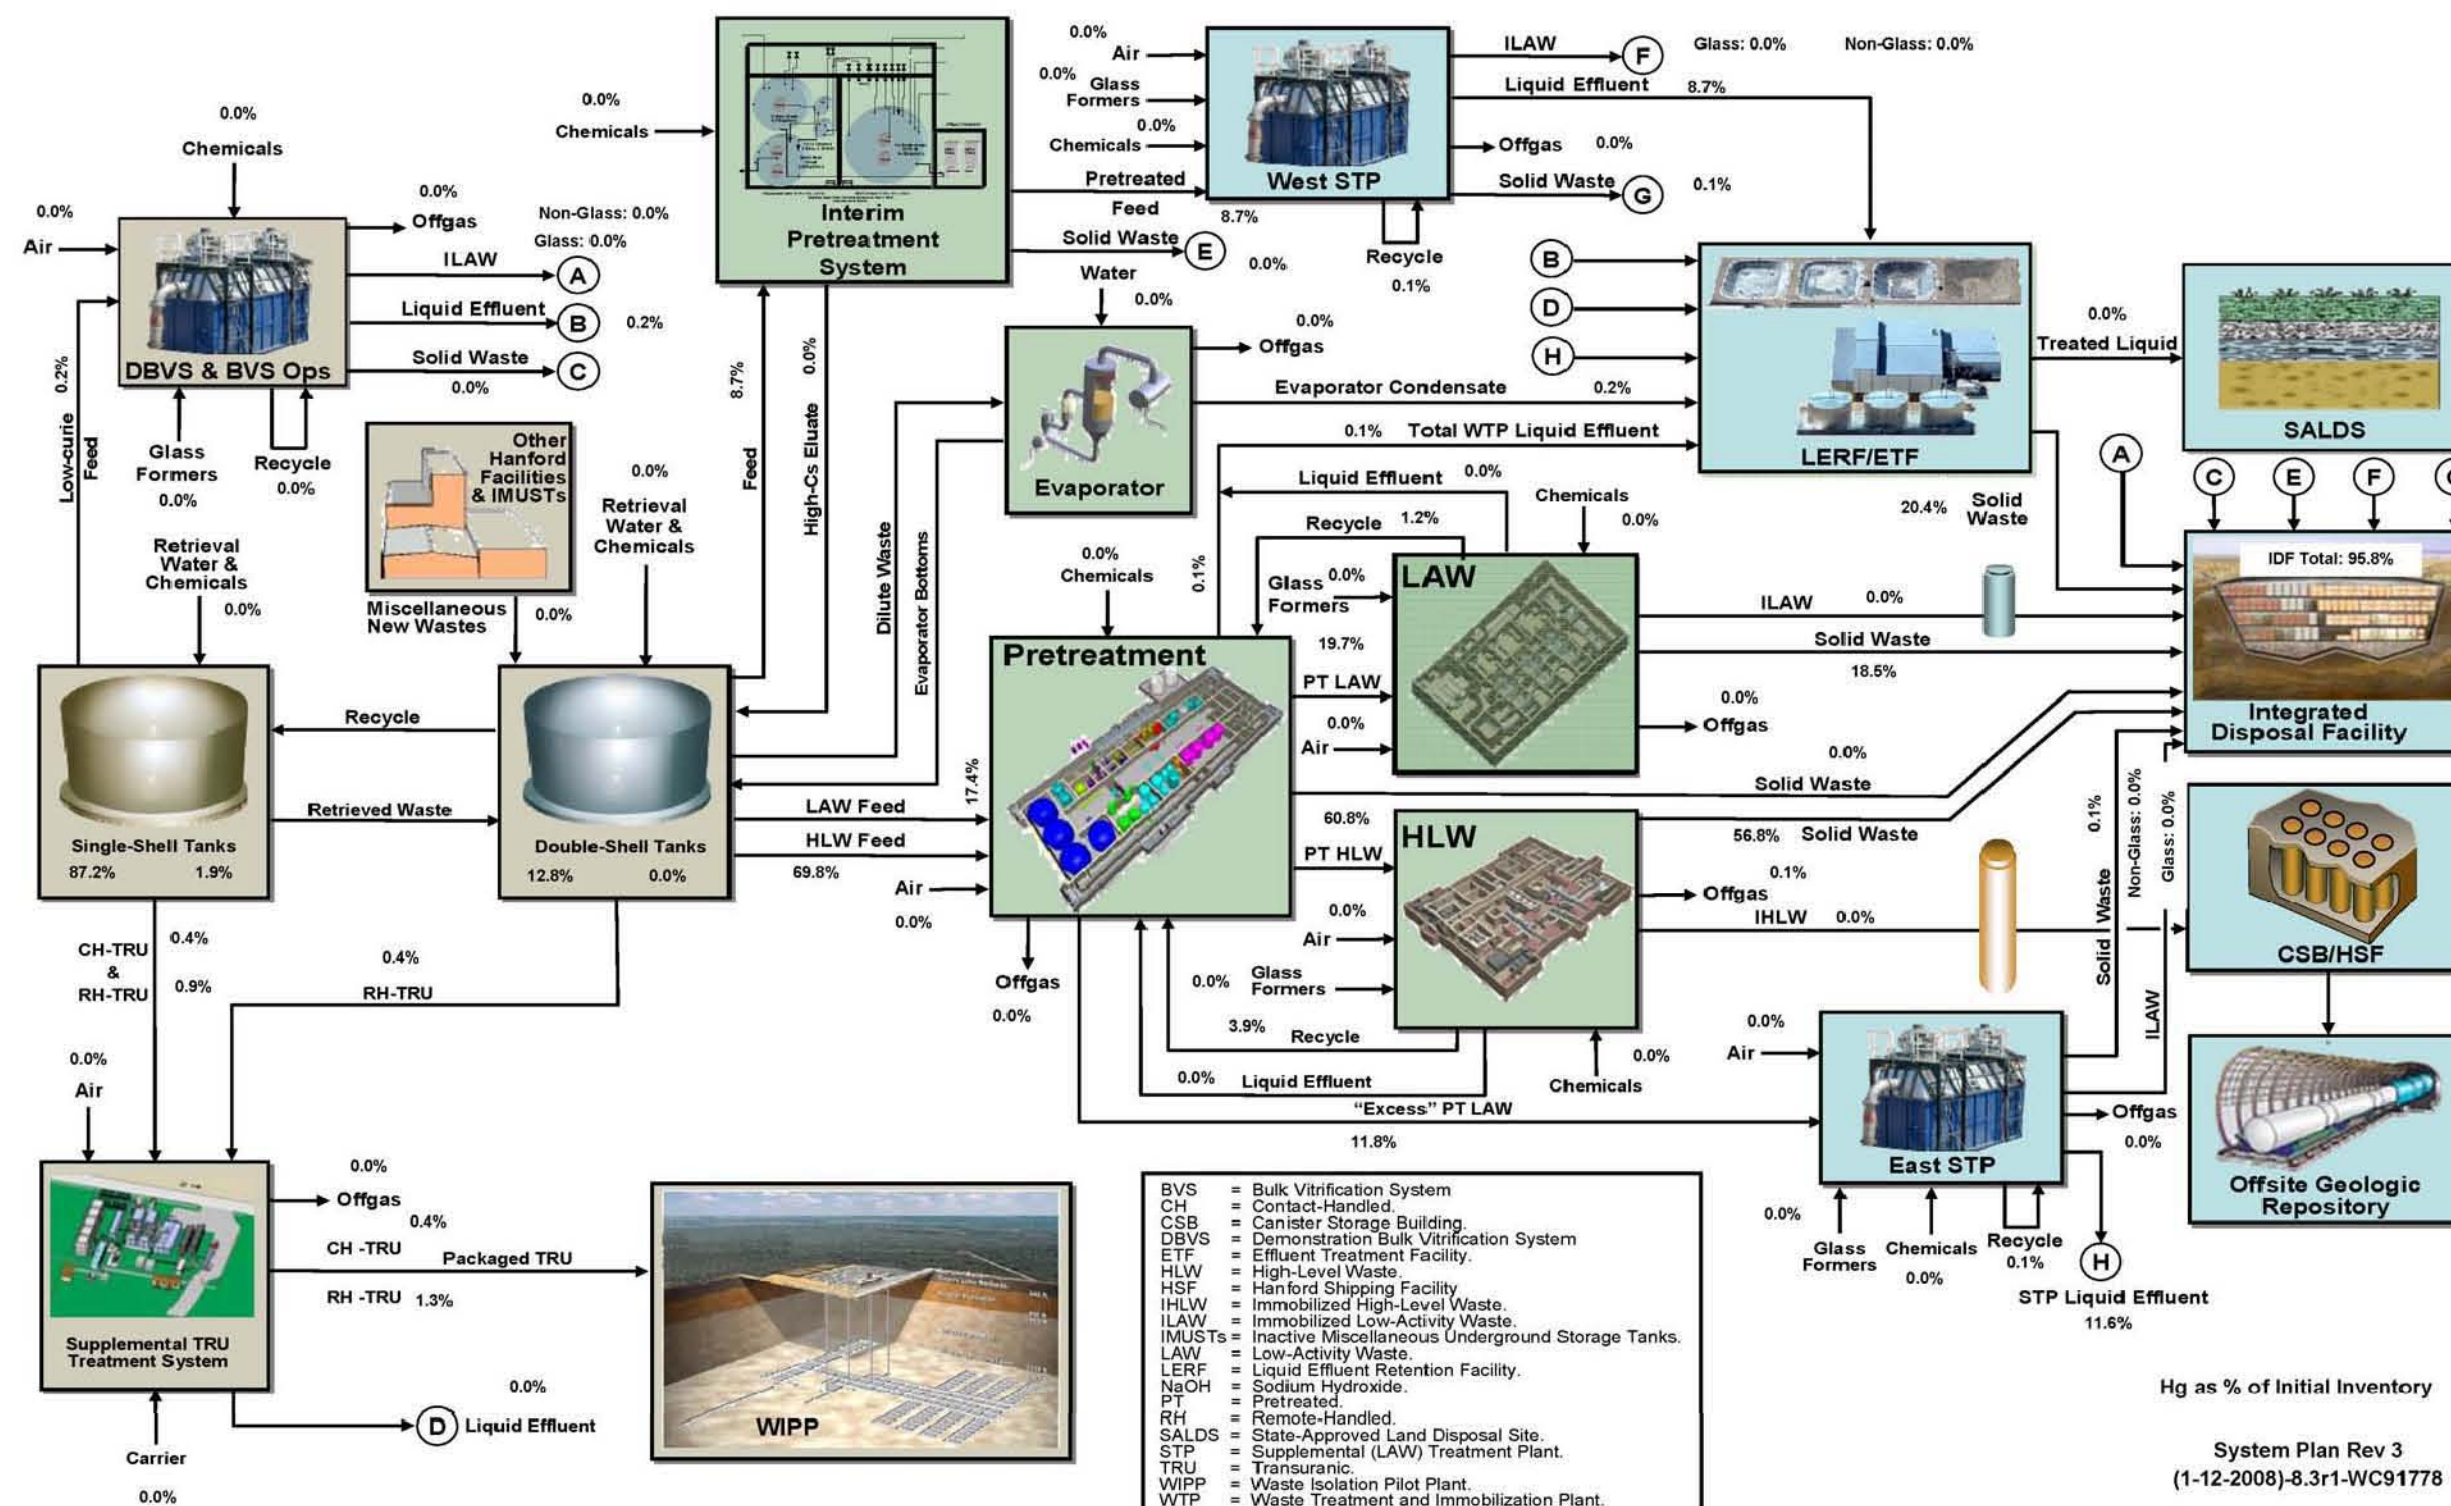 0.0%
Chemicals
0.0%
Air
0.0%
Offgas
Non-Glass: 0.0%
Glass: 0.0%
ILAW
A
Liquid Effluent
B
0.2%
Solid Waste
C
0.0%
DBVS & BVS Ops
0.2%
Low-curie
Feed
Glass
Formers
0.0%
Recycle
0.0%
Retrieval
Water &
Chemicals
0.0%
Other
Hanford
Facilities
& IMUSTs
Miscellaneous
New Wastes
0.0%
0.0%
Retrieval
Water &
Chemicals
0.0%
Chemicals
Interim
Pretreatment
System
8.7%
Feed
0.0%
High-Cs Eluate
Pretreated
Feed
8.7%
Solid Waste
E
0.0%
0.0%
Air
0.0%
Glass
Formers
0.0%
Chemicals
West STP
ILAW
F
Glass: 0.0%
Non-Glass: 0.0%
Liquid Effluent
8.7%
Offgas
0.0%
Solid Waste
G
0.1%
Recycle
0.1%
Water
0.0%
0.0%
Offgas
Evaporator
Evaporator Condensate
0.2%
0.1%
Total WTP Liquid Effluent
Dilute Waste
Evaporator Bottoms
B
D
H
LERF/ETF
0.0%
Treated Liquid
SALDS
20.4%
Solid
Waste
A
C
E
F
IDF Total: 95.8%
Integrated
Disposal Facility
Liquid Effluent
0.0%
Recycle
1.2%
Chemicals
0.0%
0.1%
0.0%
Chemicals
Glass
Formers
0.0%
LAW
ILAW
0.0%
Solid Waste
18.5%
0.0%
Offgas
Pretreatment
19.7%
PT LAW
0.0%
Air
0.0%
Solid Waste
Single-Shell Tanks
87.2%
1.9%
Recycle
Retrieved Waste
Double-Shell Tanks
12.8%
0.0%
LAW Feed
17.4%
HLW Feed
69.8%
Air
0.0%
60.8%
PT HLW
HLW
56.8%
Solid Waste
0.1%
Offgas
IHLW
0.0%
0.0%
Air
0.0%
Glass
Formers
Offgas
0.0%
3.9%
Recycle
0.0%
Liquid Effluent
0.0%
Chemicals
"Excess" PT LAW
11.8%
0.1%
Solid Waste
Non-Glass: 0.0%
Glass: 0.0%
ILAW
CSB/HSF
Offsite Geologic
Repository
0.0%
Air
East STP
Offgas
0.0%
0.0%
Glass
Formers
Chemicals
0.0%
Recycle
0.1%
H
STP Liquid Effluent
11.6%
CH-TRU
&
RH-TRU
0.4%
0.9%
0.4%
RH-TRU
0.0%
Air
Supplemental TRU
Treatment System
0.0%
Offgas
0.4%
CH -TRU
Packaged TRU
RH -TRU
1.3%
WIPP
0.0%
D
Liquid Effluent
Carrier
0.0%
BVS = Bulk Vitrification System
CH = Contact-Handled.
CSB = Canister Storage Building.
DBVS = Demonstration Bulk Vitrification System
ETF = Effluent Treatment Facility.
HLW = High-Level Waste.
HSF = Hanford Shipping Facility
IHLW = Immobilized High-Level Waste.
ILAW = Immobilized Low-Activity Waste.
IMUSTs = Inactive Miscellaneous Underground Storage Tanks.
LAW = Low-Activity Waste.
LERF = Liquid Effluent Retention Facility.
NaOH = Sodium Hydroxide.
PT = Pretreated.
RH = Remote-Handled.
SALDS = State-Approved Land Disposal Site.
STP = Supplemental (LAW) Treatment Plant.
TRU = Transuranic.
WIPP = Waste Isolation Pilot Plant.
WTP = Waste Treatment and Immobilization Plant.
Hg as % of Initial Inventory
System Plan Rev 3
(1-12-2008)-8.3r1-WC91778